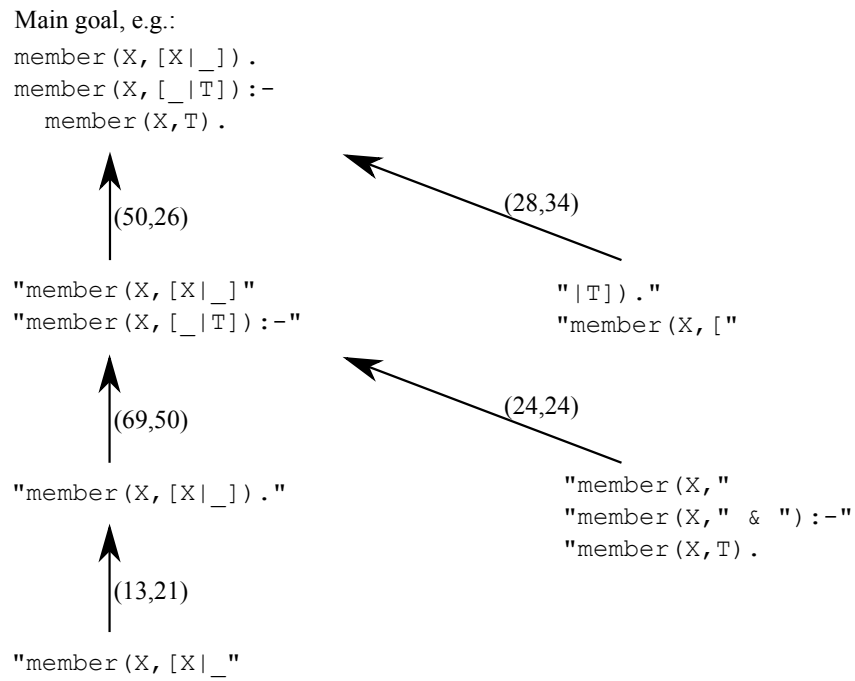 Main goal, e.g.:
member(X,[X|_]).
member(X,[_|T]):-
member(X,T).
(50,26)
(28,34)
"member(X,[X|_]"
"member(X,[_|T]):-"
"|T])."
"member(X,["
(69,50)
(24,24)
"member(X,[X|_])."
"member(X,"
"member(X," & "):-"
"member(X,T).
(13,21)
"member(X,[X|_"